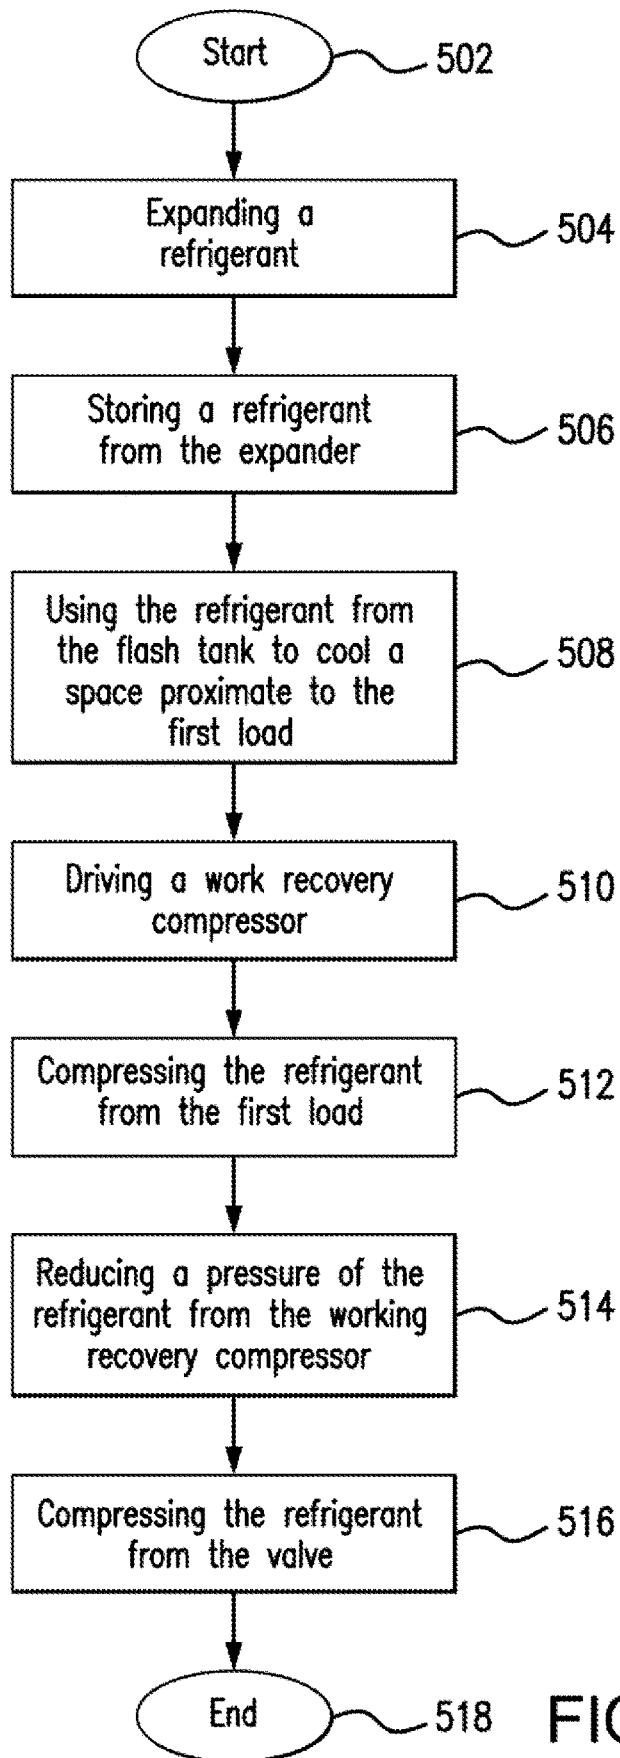 Start
502
Expanding a
refrigerant
504
Storing a refrigerant
from the expander
506
Using the refrigerant from
the flash tank to cool a
space proximate to the
first load
508
Driving a work recovery
compressor
510
Compressing the refrigerant
from the first load
512
Reducing a pressure of the
refrigerant from the working
recovery compressor
514
Compressing the refrigerant
from the valve
516
End
518